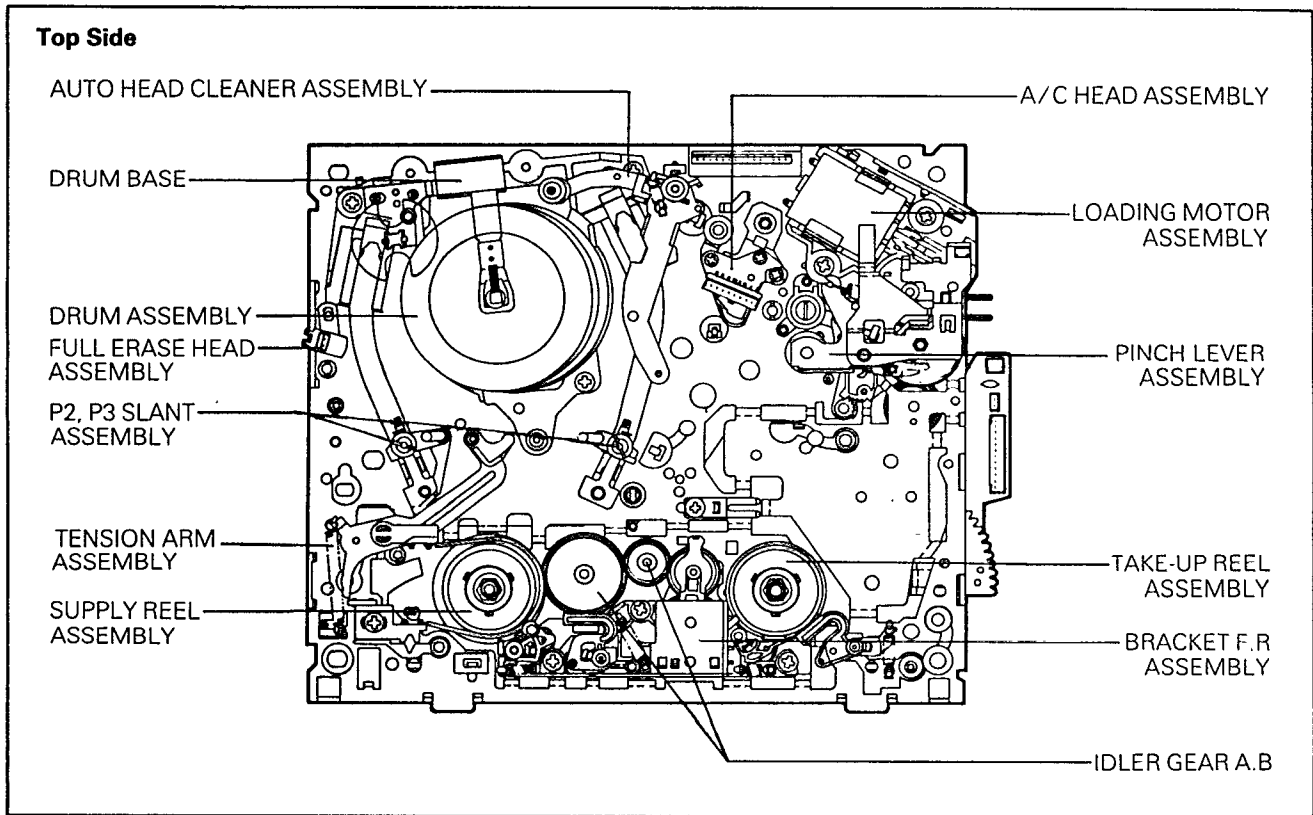 Top Side
AUTO HEAD CLEANER ASSEMBLY
DRUM BASE
DRUM ASSEMBLY
FULL ERASE HEAD
ASSEMBLY
P2, P3 SLANT
ASSEMBLY
TENSION ARM
ASSEMBLY
SUPPLY REEL
ASSEMBLY
A/C HEAD ASSEMBLY
LOADING MOTOR
ASSEMBLY
PINCH LEVER
ASSEMBLY
TAKE-UP REEL
ASSEMBLY
BRACKET F.R
ASSEMBLY
IDLER GEAR A.B